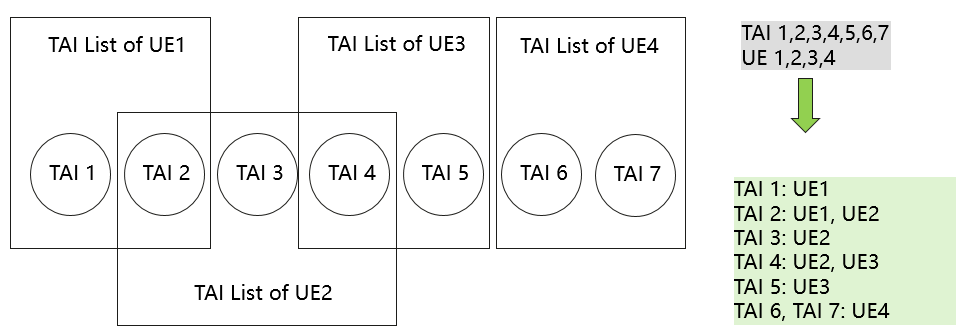 TAI List of UE1
TAI List of UE3
TAI List of UE4
TAI 1,2,3,4,5,6,7
UE 1,2,3,4
TAI 1
TAI 2
TAI 3
TAI 4
TAI 5
TAI 6
TAI 7
TAI List of UE2
TAI 1: UE1
TAI 2: UE1, UE2
TAI 3: UE2
TAI 4: UE2, UE3
TAI 5: UE3
TAI 6, TAI 7: UE4